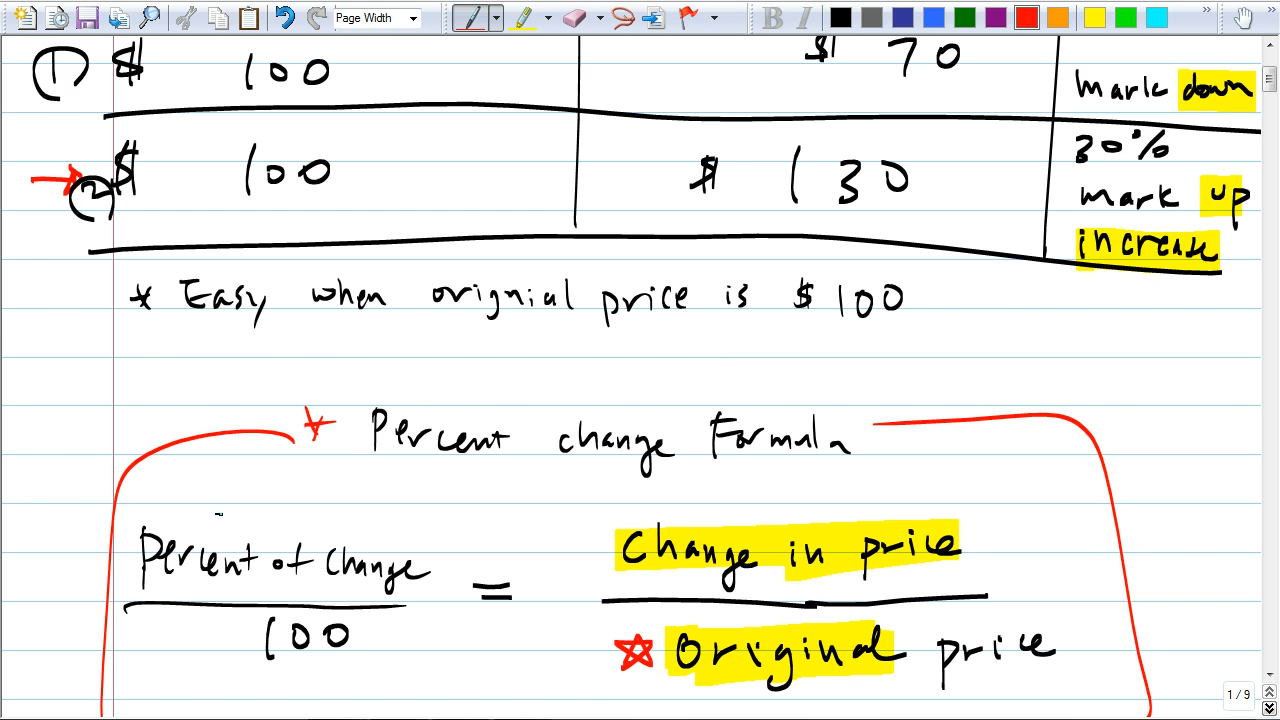 Page Width
B I
① $ 100 $ 70
mark down
② $ 100 $ 130 30%
mark up
increase
* Easy when orignial price is $ 100
* Percent change Formula
Percent of change = Change in price
100 Original price
1 / 9